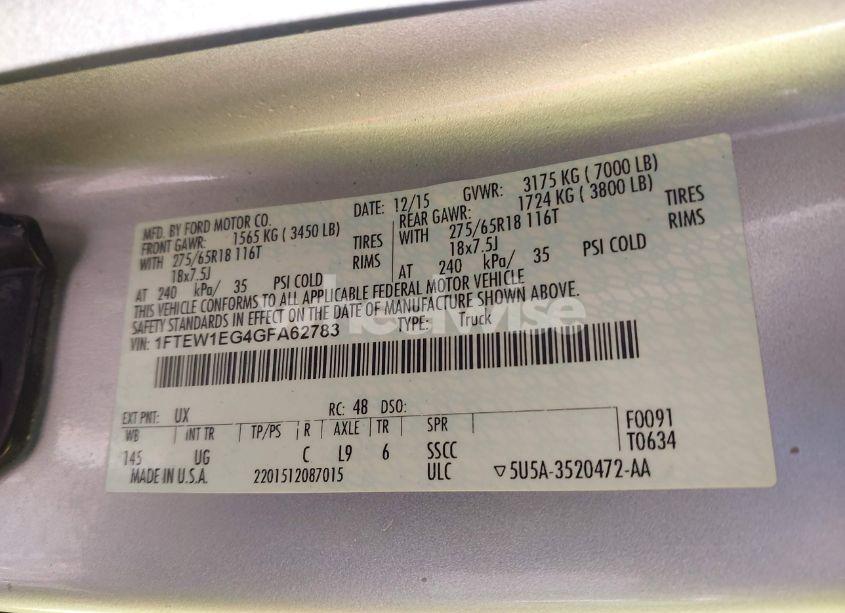 MFD. BY FORD MOTOR CO. DATE: 12/15 GVWR: 3175 KG ( 7000 LB)
FRONT GAWR: 1565 KG ( 3450 LB) REAR GAWR: 1724 KG ( 3800 LB)
WITH 275/65R18 116T TIRES WITH 275/65R18 116T TIRES
18x7.5J RIMS 18x7.5J RIMS
AT 240 kPa/ 35 PSI COLD AT 240 kPa/ 35 PSI COLD
THIS VEHICLE CONFORMS TO ALL APPLICABLE FEDERAL MOTOR VEHICLE
SAFETY STANDARDS IN EFFECT ON THE DATE OF MANUFACTURE SHOWN ABOVE.
VIN: 1FTEW1EG4GFA62783 TYPE: Truck
EXT PNT: UX RC: 48 DSO:
WB INT TR TP/PS R AXLE TR SPR F0091
145 UG C L9 6 SSCC T0634
MADE IN U.S.A. 2201512087015 ULC ▽5U5A-3520472-AA